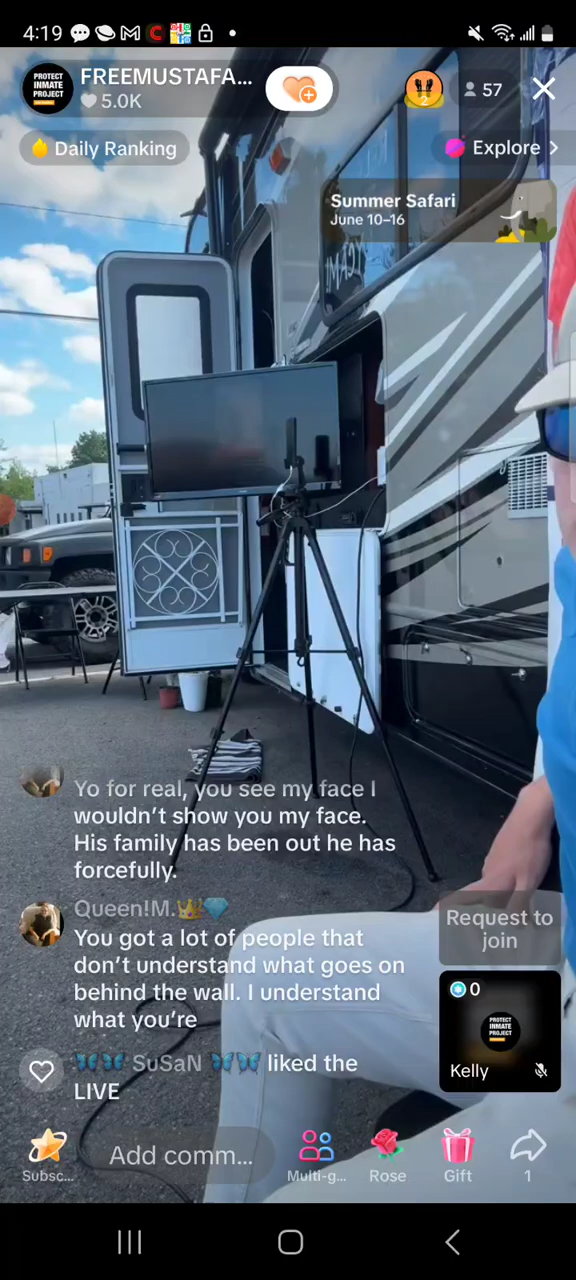 4:19
PROTECT
INMATE
PROJECT
FREEMUSTAFA...
5.0K
2
57
Daily Ranking
Explore >
Summer Safari
June 10–16
Yo for real, you see my face I
wouldn't show you my face.
His family has been out he has
forcefully.
Queen!M.👑💎
You got a lot of people that
don't understand what goes on
behind the wall. I understand
what you're
🦋🦋 SuSaN 🦋🦋 liked the
LIVE
Request to
join
0
PROTECT
INMATE
PROJECT
Kelly
Add comm...
Subsc...
Multi-g...
Rose
Gift
1